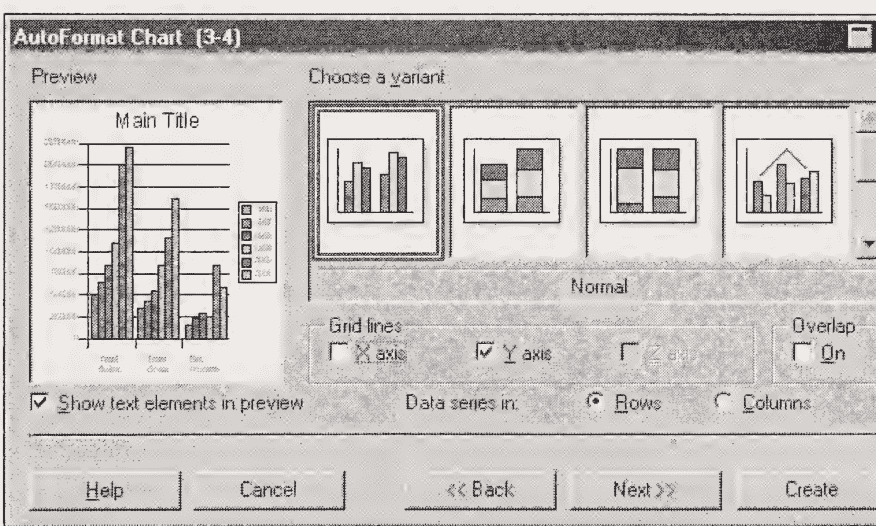 AutoFormat Chart (3-4)
Preview
Choose a variant
Main Title
Normal
Grid lines
Overlap
X axis
Y axis
Z axis
On
Show text elements in preview
Data series in:
Rows
Columns
Help
Cancel
<< Back
Next >>
Create